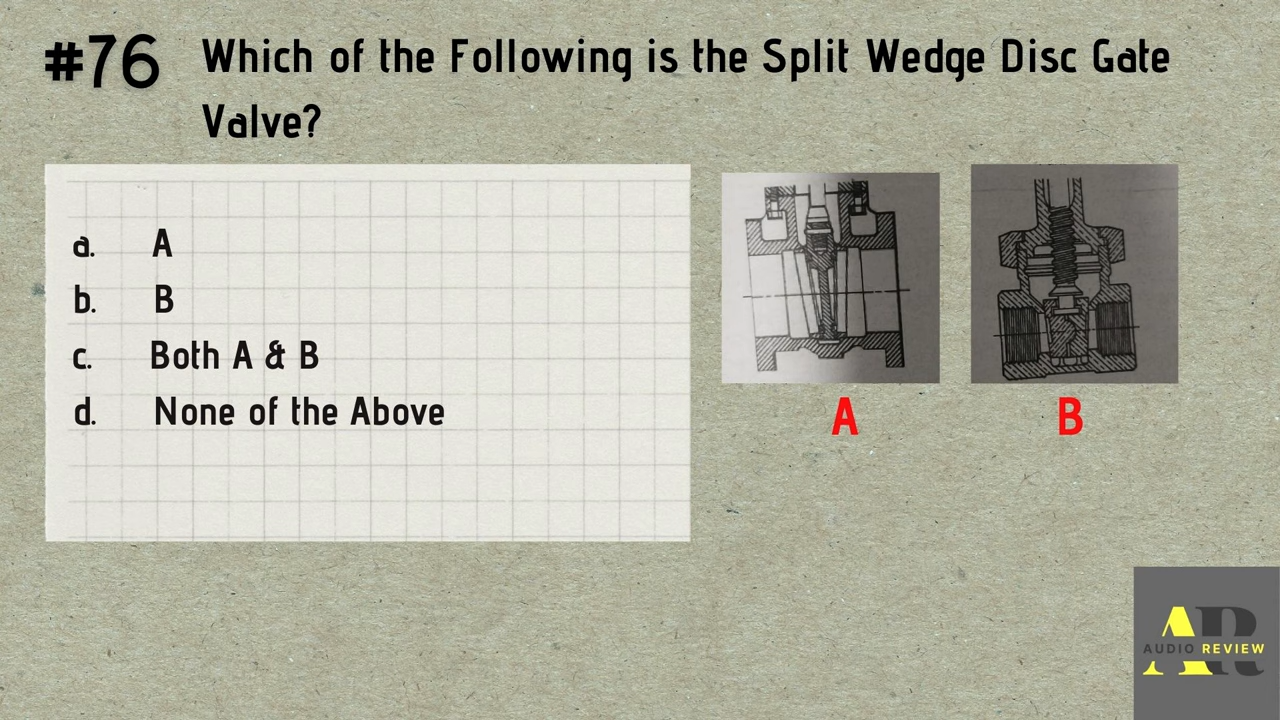 #76 Which of the Following is the Split Wedge Disc Gate
Valve?
a. A
b. B
c. Both A & B
d. None of the Above
A
B
AR
AUDIO REVIEW